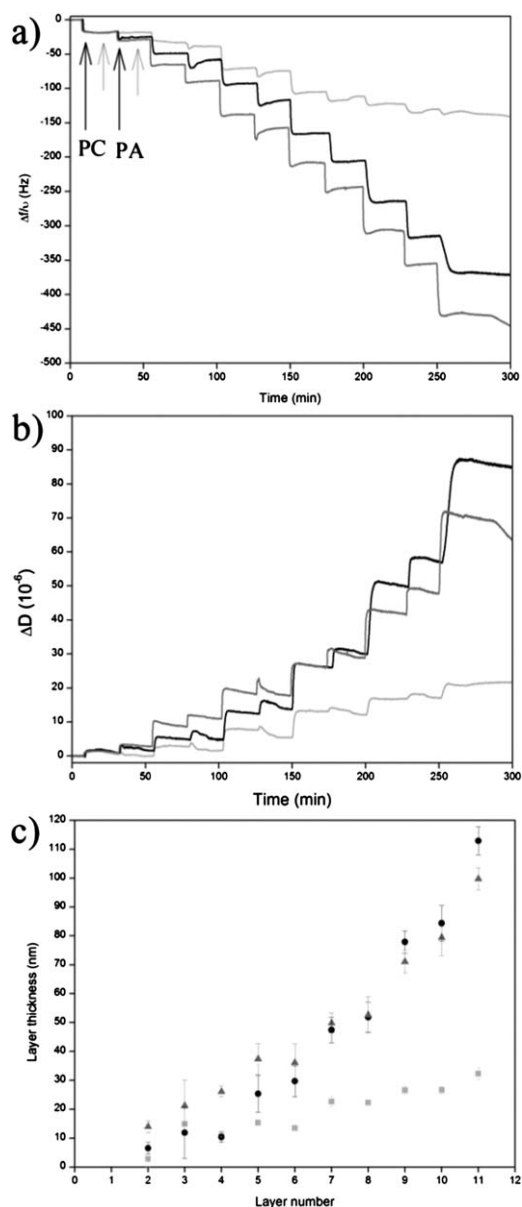 a)
0
-50
-100
-150
-200
-250
-300
-350
-400
-450
-500
Δf/υ (Hz)
PC
PA
0 50 100 150 200 250 300
Time (min)
b)
100
90
80
70
60
50
40
30
20
10
0
ΔD (10⁻⁶)
0 50 100 150 200 250 300
Time (min)
c)
120
110
100
90
80
70
60
50
40
30
20
10
0
Layer thickness (nm)
0 1 2 3 4 5 6 7 8 9 10 11 12
Layer number